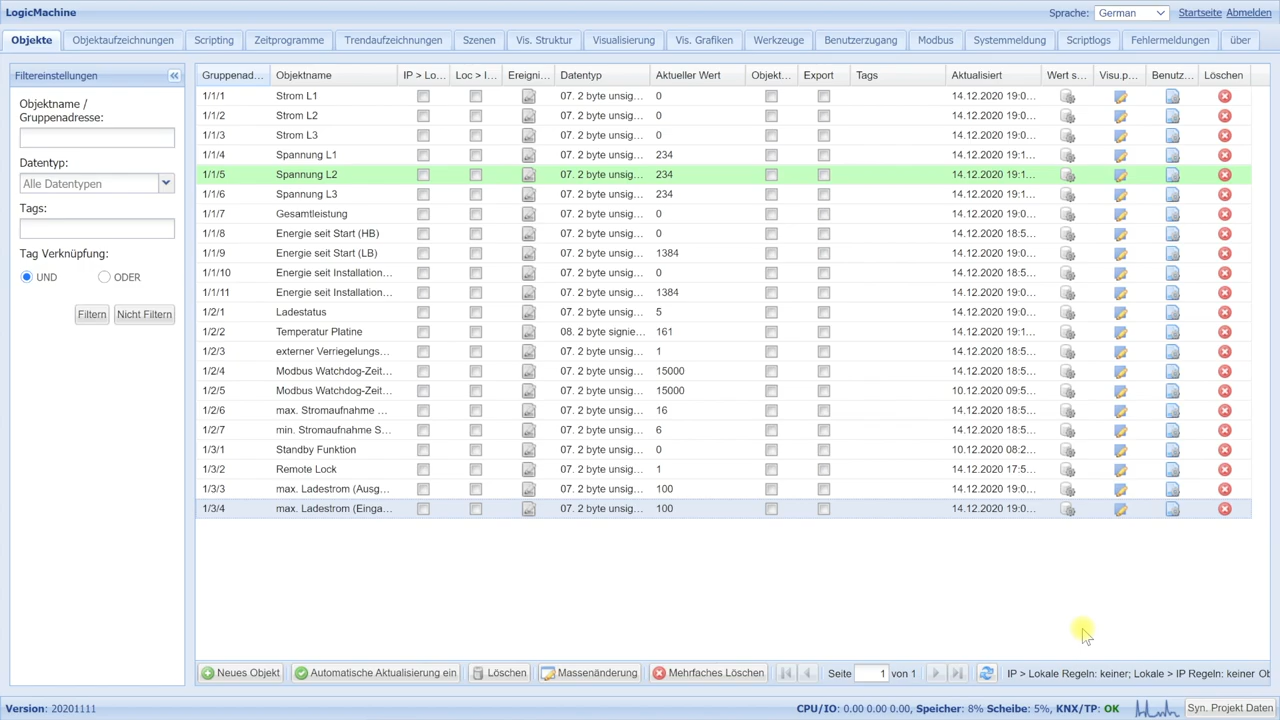 LogicMachine
Sprache: German Startseite Abmelden
Objekte Objektaufzeichnungen Scripting Zeitprogramme Trendaufzeichnungen Szenen Vis. Struktur Visualisierung Vis. Grafiken Werkzeuge Benutzerzugang Modbus Systemmeldung Scriptlogs Fehlermeldungen über
Filtereinstellungen
Objektname /
Gruppenadresse:
Datentyp:
Alle Datentypen
Tags:
Tag Verknüpfung:
UND ODER
Filtern Nicht Filtern
Gruppenad... Objektname IP > Lo... Loc > I... Ereigni... Datentyp Aktueller Wert Objekt... Export Tags Aktualisiert Wert s... Visu.p... Benutz... Löschen
1/1/1 Strom L1 07. 2 byte unsig... 0 14.12.2020 19:0...
1/1/2 Strom L2 07. 2 byte unsig... 0 14.12.2020 19:0...
1/1/3 Strom L3 07. 2 byte unsig... 0 14.12.2020 19:0...
1/1/4 Spannung L1 07. 2 byte unsig... 234 14.12.2020 19:1...
1/1/5 Spannung L2 07. 2 byte unsig... 234 14.12.2020 19:1...
1/1/6 Spannung L3 07. 2 byte unsig... 234 14.12.2020 19:1...
1/1/7 Gesamtleistung 07. 2 byte unsig... 0 14.12.2020 19:0...
1/1/8 Energie seit Start (HB) 07. 2 byte unsig... 0 14.12.2020 18:5...
1/1/9 Energie seit Start (LB) 07. 2 byte unsig... 1384 14.12.2020 19:0...
1/1/10 Energie seit Installation... 07. 2 byte unsig... 0 14.12.2020 18:5...
1/1/11 Energie seit Installation... 07. 2 byte unsig... 1384 14.12.2020 19:0...
1/2/1 Ladestatus 07. 2 byte unsig... 5 14.12.2020 19:0...
1/2/2 Temperatur Platine 08. 2 byte signie... 161 14.12.2020 19:1...
1/2/3 externer Verriegelungs... 07. 2 byte unsig... 1 14.12.2020 18:5...
1/2/4 Modbus Watchdog-Zeit... 07. 2 byte unsig... 15000 14.12.2020 18:5...
1/2/5 Modbus Watchdog-Zeit... 07. 2 byte unsig... 15000 10.12.2020 09:5...
1/2/6 max. Stromaufnahme ... 07. 2 byte unsig... 16 14.12.2020 18:5...
1/2/7 min. Stromaufnahme S... 07. 2 byte unsig... 6 14.12.2020 18:5...
1/3/1 Standby Funktion 07. 2 byte unsig... 0 10.12.2020 08:2...
1/3/2 Remote Lock 07. 2 byte unsig... 1 14.12.2020 17:5...
1/3/3 max. Ladestrom (Ausg... 07. 2 byte unsig... 100 14.12.2020 19:0...
1/3/4 max. Ladestrom (Einga... 07. 2 byte unsig... 100 14.12.2020 19:0...
Neues Objekt Automatische Aktualisierung ein Löschen Massenänderung Mehrfaches Löschen Seite 1 von 1 IP > Lokale Regeln: keiner; Lokale > IP Regeln: keiner Ob
Version: 20201111 CPU/IO: 0.00 0.00 0.00, Speicher: 8% Scheibe: 5%, KNX/TP: OK Syn. Projekt Daten